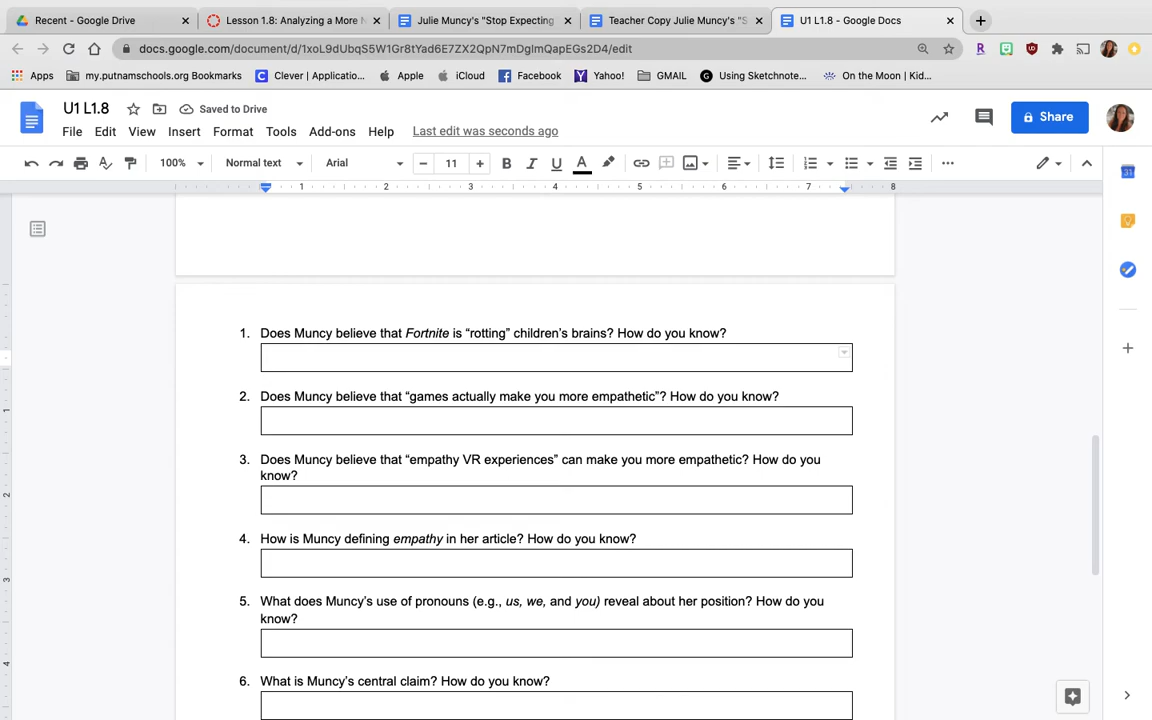 Recent - Google Drive
Lesson 1.8: Analyzing a More N
Julie Muncy's "Stop Expecting
Teacher Copy Julie Muncy's "S
U1 L1.8 - Google Docs
docs.google.com/document/d/1xoL9dUbqS5W1Gr8tYad6E7ZX2QpN7mDglmQapEGs2D4/edit
Apps
my.putnamschools.org Bookmarks
Clever | Applicatio...
Apple
iCloud
Facebook
Yahoo!
GMAIL
Using Sketchnote...
On the Moon | Kid...
U1 L1.8
Saved to Drive
File Edit View Insert Format Tools Add-ons Help Last edit was seconds ago
Share
100% Normal text Arial 11
1 2 3 4 5 6 7 8
1. Does Muncy believe that Fortnite is “rotting” children’s brains? How do you know?
2. Does Muncy believe that “games actually make you more empathetic”? How do you know?
3. Does Muncy believe that “empathy VR experiences” can make you more empathetic? How do you
know?
4. How is Muncy defining empathy in her article? How do you know?
5. What does Muncy’s use of pronouns (e.g., us, we, and you) reveal about her position? How do you
know?
6. What is Muncy’s central claim? How do you know?